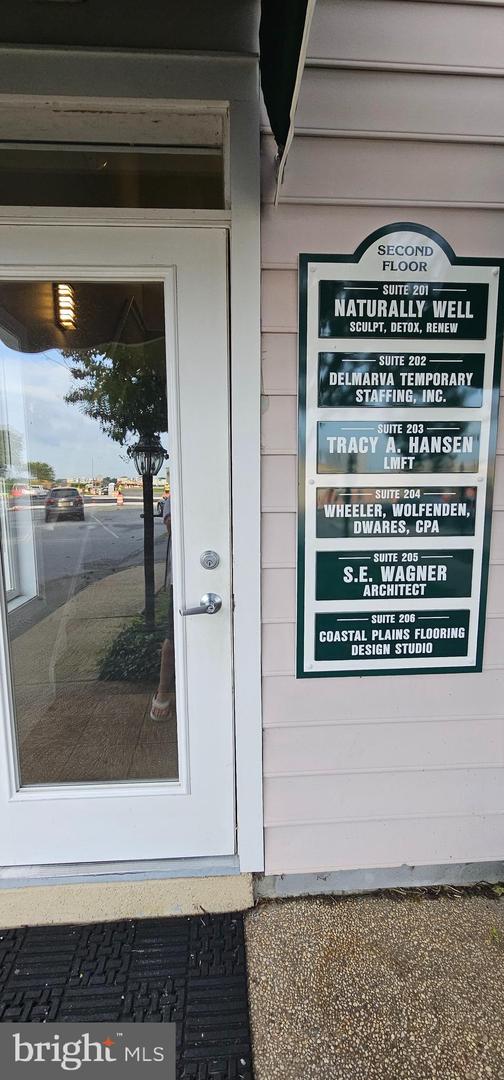 SECOND
FLOOR
SUITE 201
NATURALLY WELL
SCULPT, DETOX, RENEW
SUITE 202
DELMARVA TEMPORARY
STAFFING, INC.
SUITE 203
TRACY A. HANSEN
LMFT
SUITE 204
WHEELER, WOLFENDEN,
DWARES, CPA
SUITE 205
S.E. WAGNER
ARCHITECT
SUITE 206
COASTAL PLAINS FLOORING
DESIGN STUDIO
bright™ MLS